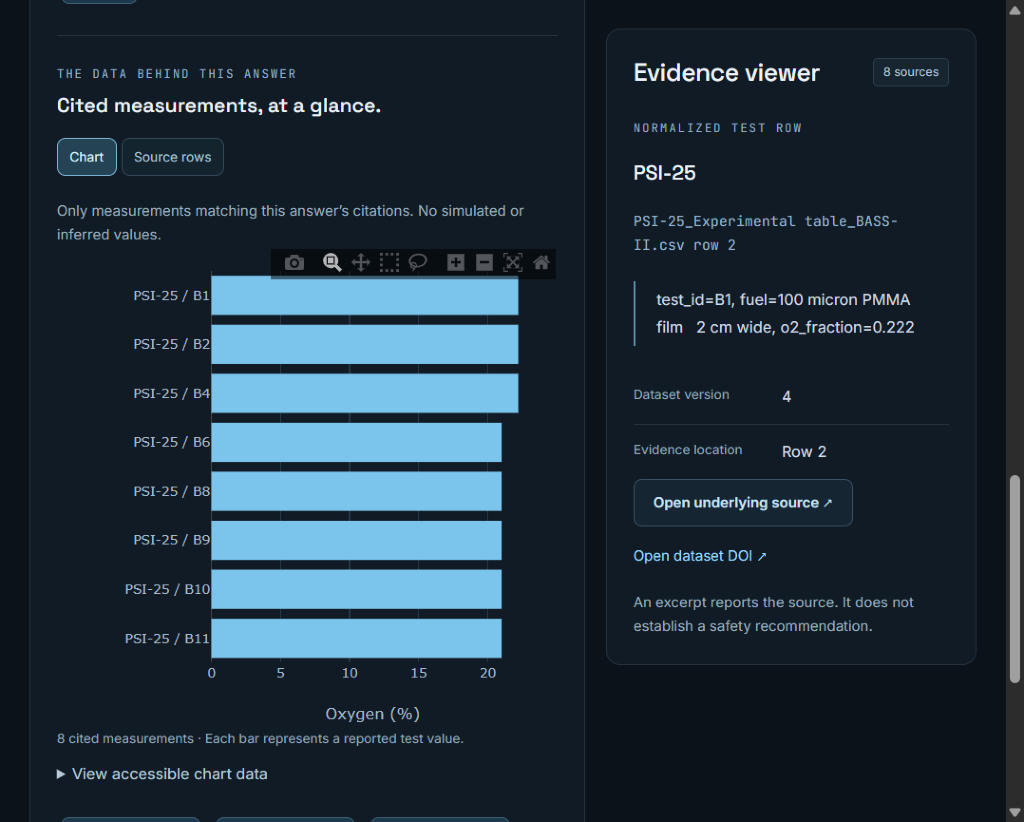 THE DATA BEHIND THIS ANSWER
Cited measurements, at a glance.
Chart
Source rows
Only measurements matching this answer's citations. No simulated or
inferred values.
PSI-25 / B1
PSI-25 / B2
PSI-25 / B4
PSI-25 / B6
PSI-25 / B8
PSI-25 / B9
PSI-25 / B10
PSI-25 / B11
0 5 10 15 20
Oxygen (%)
8 cited measurements · Each bar represents a reported test value.
▶ View accessible chart data
Evidence viewer
8 sources
NORMALIZED TEST ROW
PSI-25
PSI-25_Experimental table_BASS-
II.csv row 2
test_id=B1, fuel=100 micron PMMA
film   2 cm wide, o2_fraction=0.222
Dataset version 4
Evidence location Row 2
Open underlying source ↗
Open dataset DOI ↗
An excerpt reports the source. It does not
establish a safety recommendation.